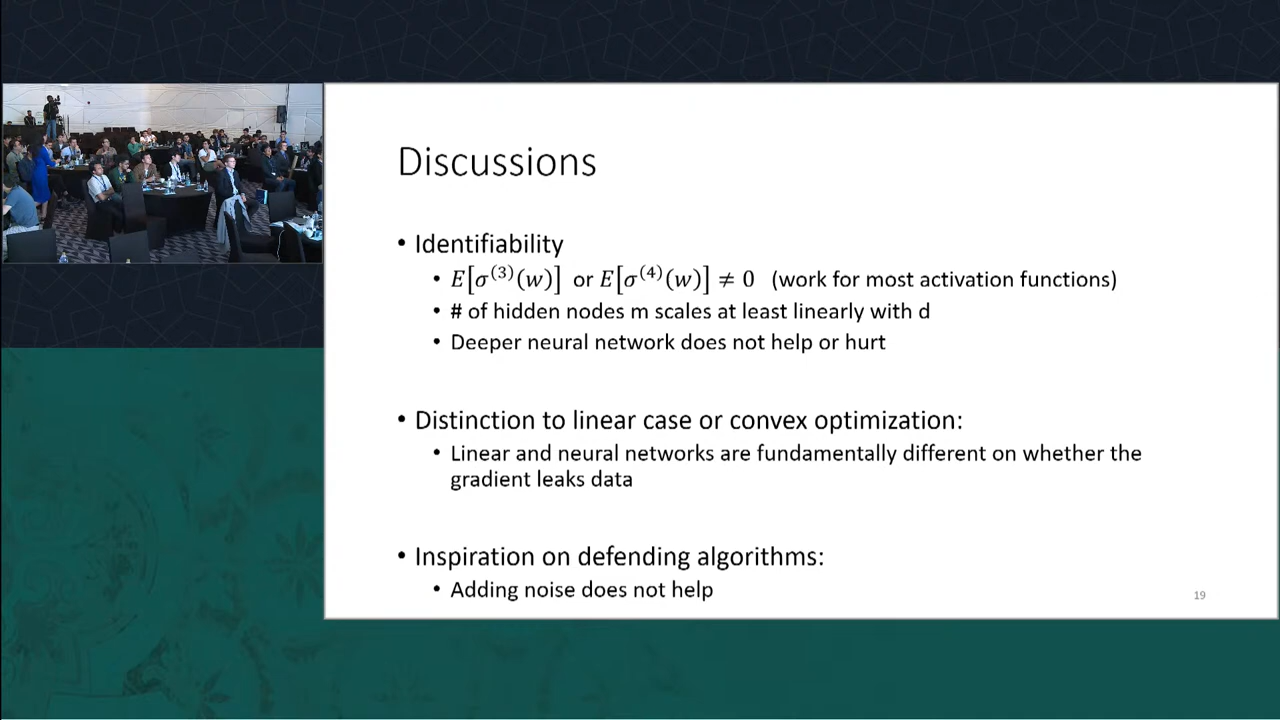 Discussions
• Identifiability
• E[σ⁽³⁾(w)] or E[σ⁽⁴⁾(w)] ≠ 0 (work for most activation functions)
• # of hidden nodes m scales at least linearly with d
• Deeper neural network does not help or hurt
• Distinction to linear case or convex optimization:
• Linear and neural networks are fundamentally different on whether the
gradient leaks data
• Inspiration on defending algorithms:
• Adding noise does not help
19